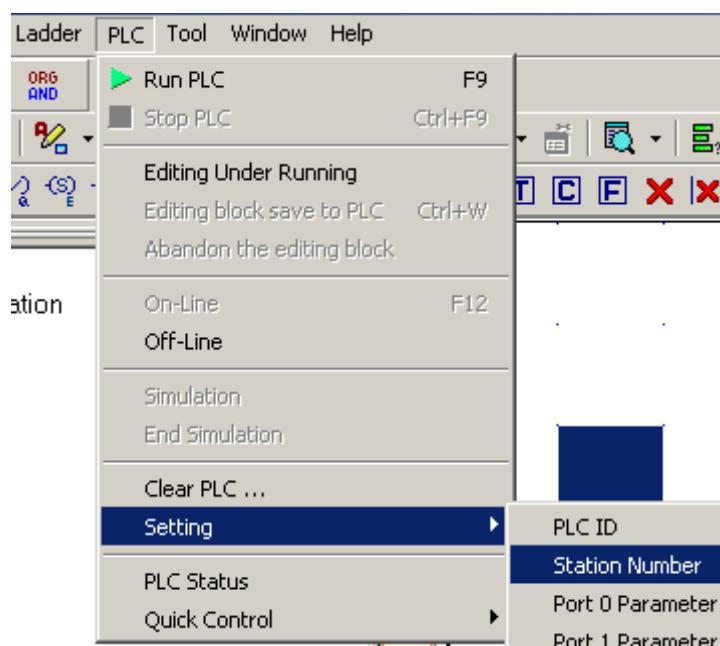 Ladder PLC Tool Window Help
ORG
AND
Run PLC F9
Stop PLC Ctrl+F9
Editing Under Running
T C F
Editing block save to PLC Ctrl+W
Abandon the editing block
ation
On-Line F12
Off-Line
Simulation
End Simulation
Clear PLC ...
Setting
PLC ID
Station Number
PLC Status
Port 0 Parameter
Quick Control
Port 1 Parameter